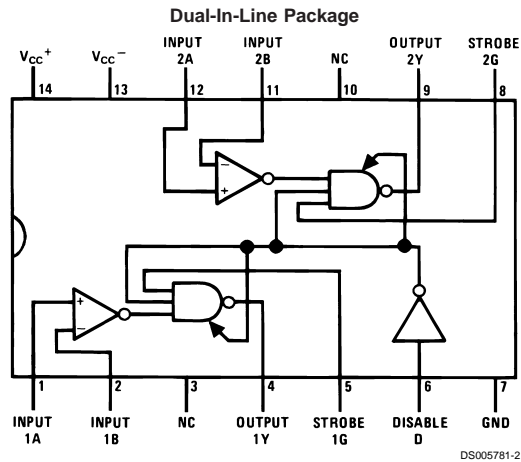 Dual-In-Line Package
VCC+
VCC−
INPUT 2A
INPUT 2B
NC
OUTPUT 2Y
STROBE 2G
14
13
12
11
10
9
8
−
+
+
−
1
2
3
4
5
6
7
INPUT 1A
INPUT 1B
NC
OUTPUT 1Y
STROBE 1G
DISABLE D
GND
DS005781-2